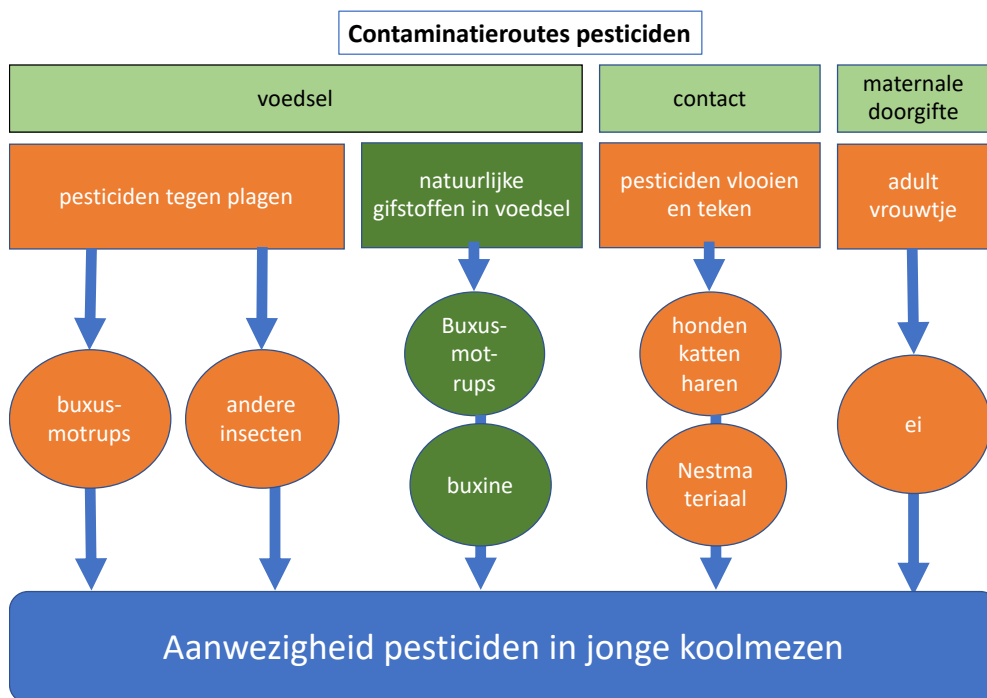 Contaminatieroutes pesticiden
voedsel
contact
maternale
doorgifte
pesticiden tegen plagen
natuurlijke
gifstoffen in voedsel
pesticiden vlooien
en teken
adult
vrouwtje
buxus-
motrups
andere
insecten
Buxus-
mot-
rups
buxine
honden
katten
haren
Nestma
teriaal
ei
Aanwezigheid pesticiden in jonge koolmezen